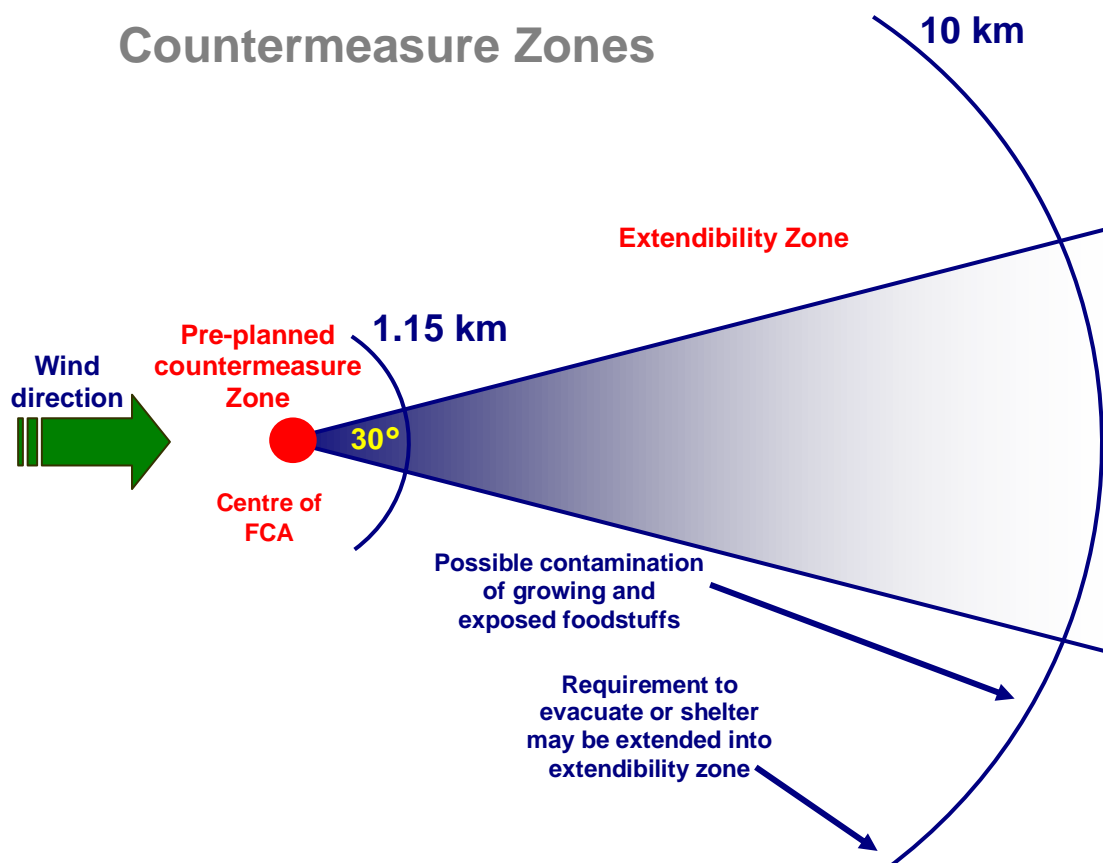 Countermeasure Zones
10 km
Extendibility Zone
1.15 km
Pre-planned
countermeasure
Zone
Wind
direction
30°
Centre of
FCA
Possible contamination
of growing and
exposed foodstuffs
Requirement to
evacuate or shelter
may be extended into
extendibility zone